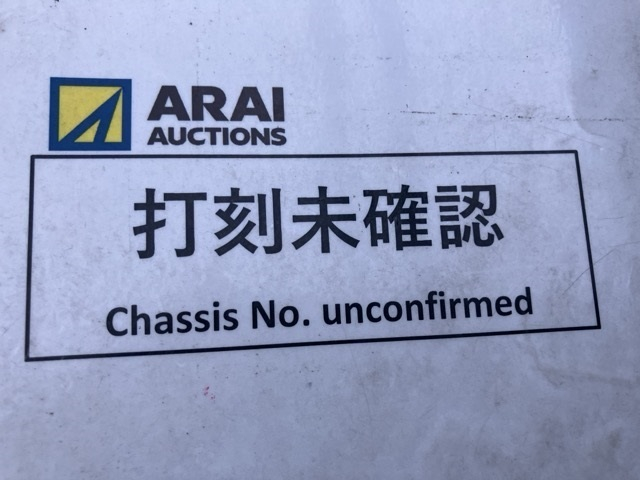 ARAI
AUCTIONS
打刻未確認
Chassis No. unconfirmed